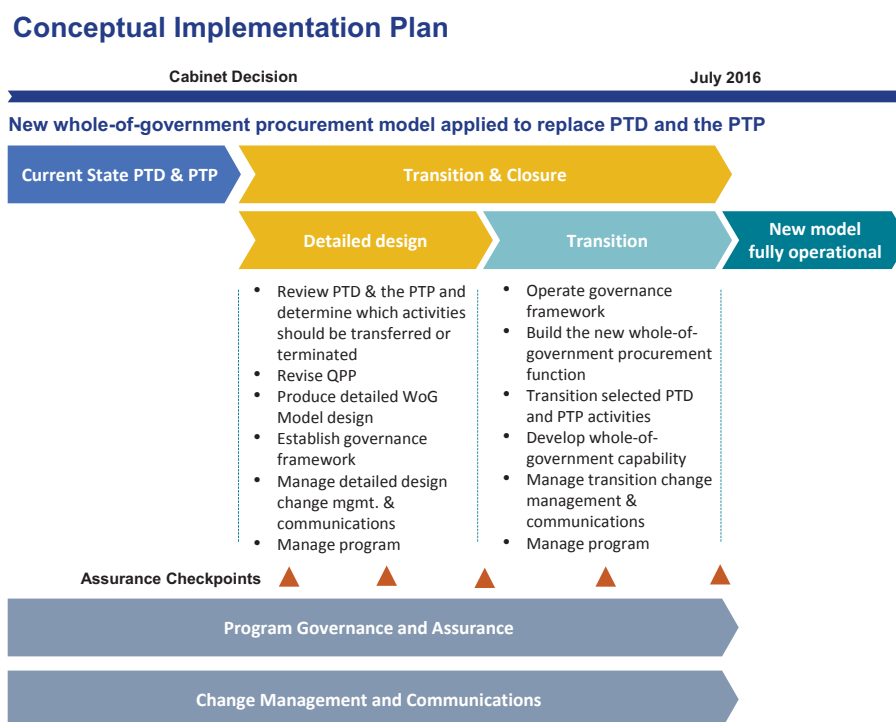 Conceptual Implementation Plan
Cabinet Decision
July 2016
New whole-of-government procurement model applied to replace PTD and the PTP
Current State PTD & PTP
Transition & Closure
Detailed design
Transition
New model
fully operational
• Review PTD & the PTP and
determine which activities
should be transferred or
terminated
• Revise QPP
• Produce detailed WoG
Model design
• Establish governance
framework
• Manage detailed design
change mgmt. &
communications
• Manage program
• Operate governance
framework
• Build the new whole-of-
government procurement
function
• Transition selected PTD
and PTP activities
• Develop whole-of-
government capability
• Manage transition change
management &
communications
• Manage program
Assurance Checkpoints
Program Governance and Assurance
Change Management and Communications